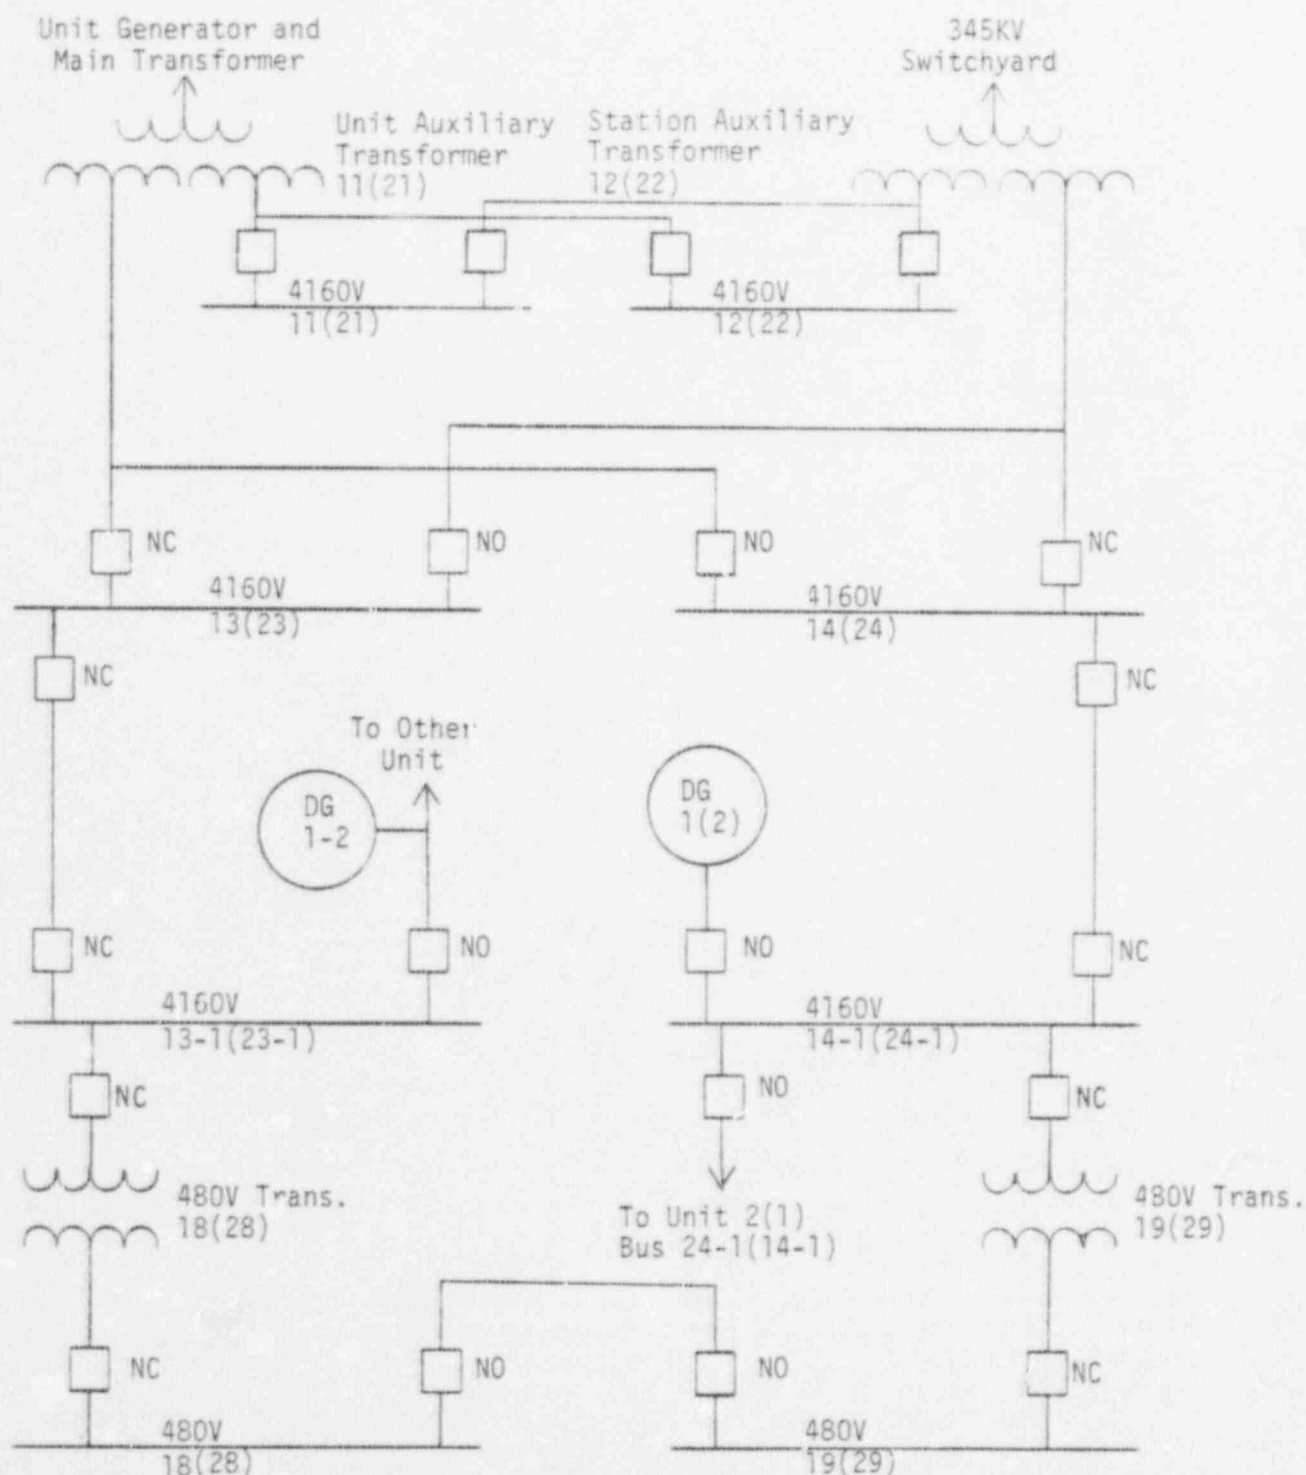 Unit Generator and
Main Transformer
345KV
Switchyard
Unit Auxiliary
Transformer
11(21)
Station Auxiliary
Transformer
12(22)
4160V
11(21)
4160V
12(22)
NC
NO
NO
NC
4160V
13(23)
4160V
14(24)
NC
NC
To Other
Unit
DG
1-2
DG
1(2)
NC
NO
NO
NC
4160V
13-1(23-1)
4160V
14-1(24-1)
NC
NO
NC
480V Trans.
18(28)
To Unit 2(1)
Bus 24-1(14-1)
480V Trans.
19(29)
NC
NO
NO
NC
480V
18(28)
480V
19(29)